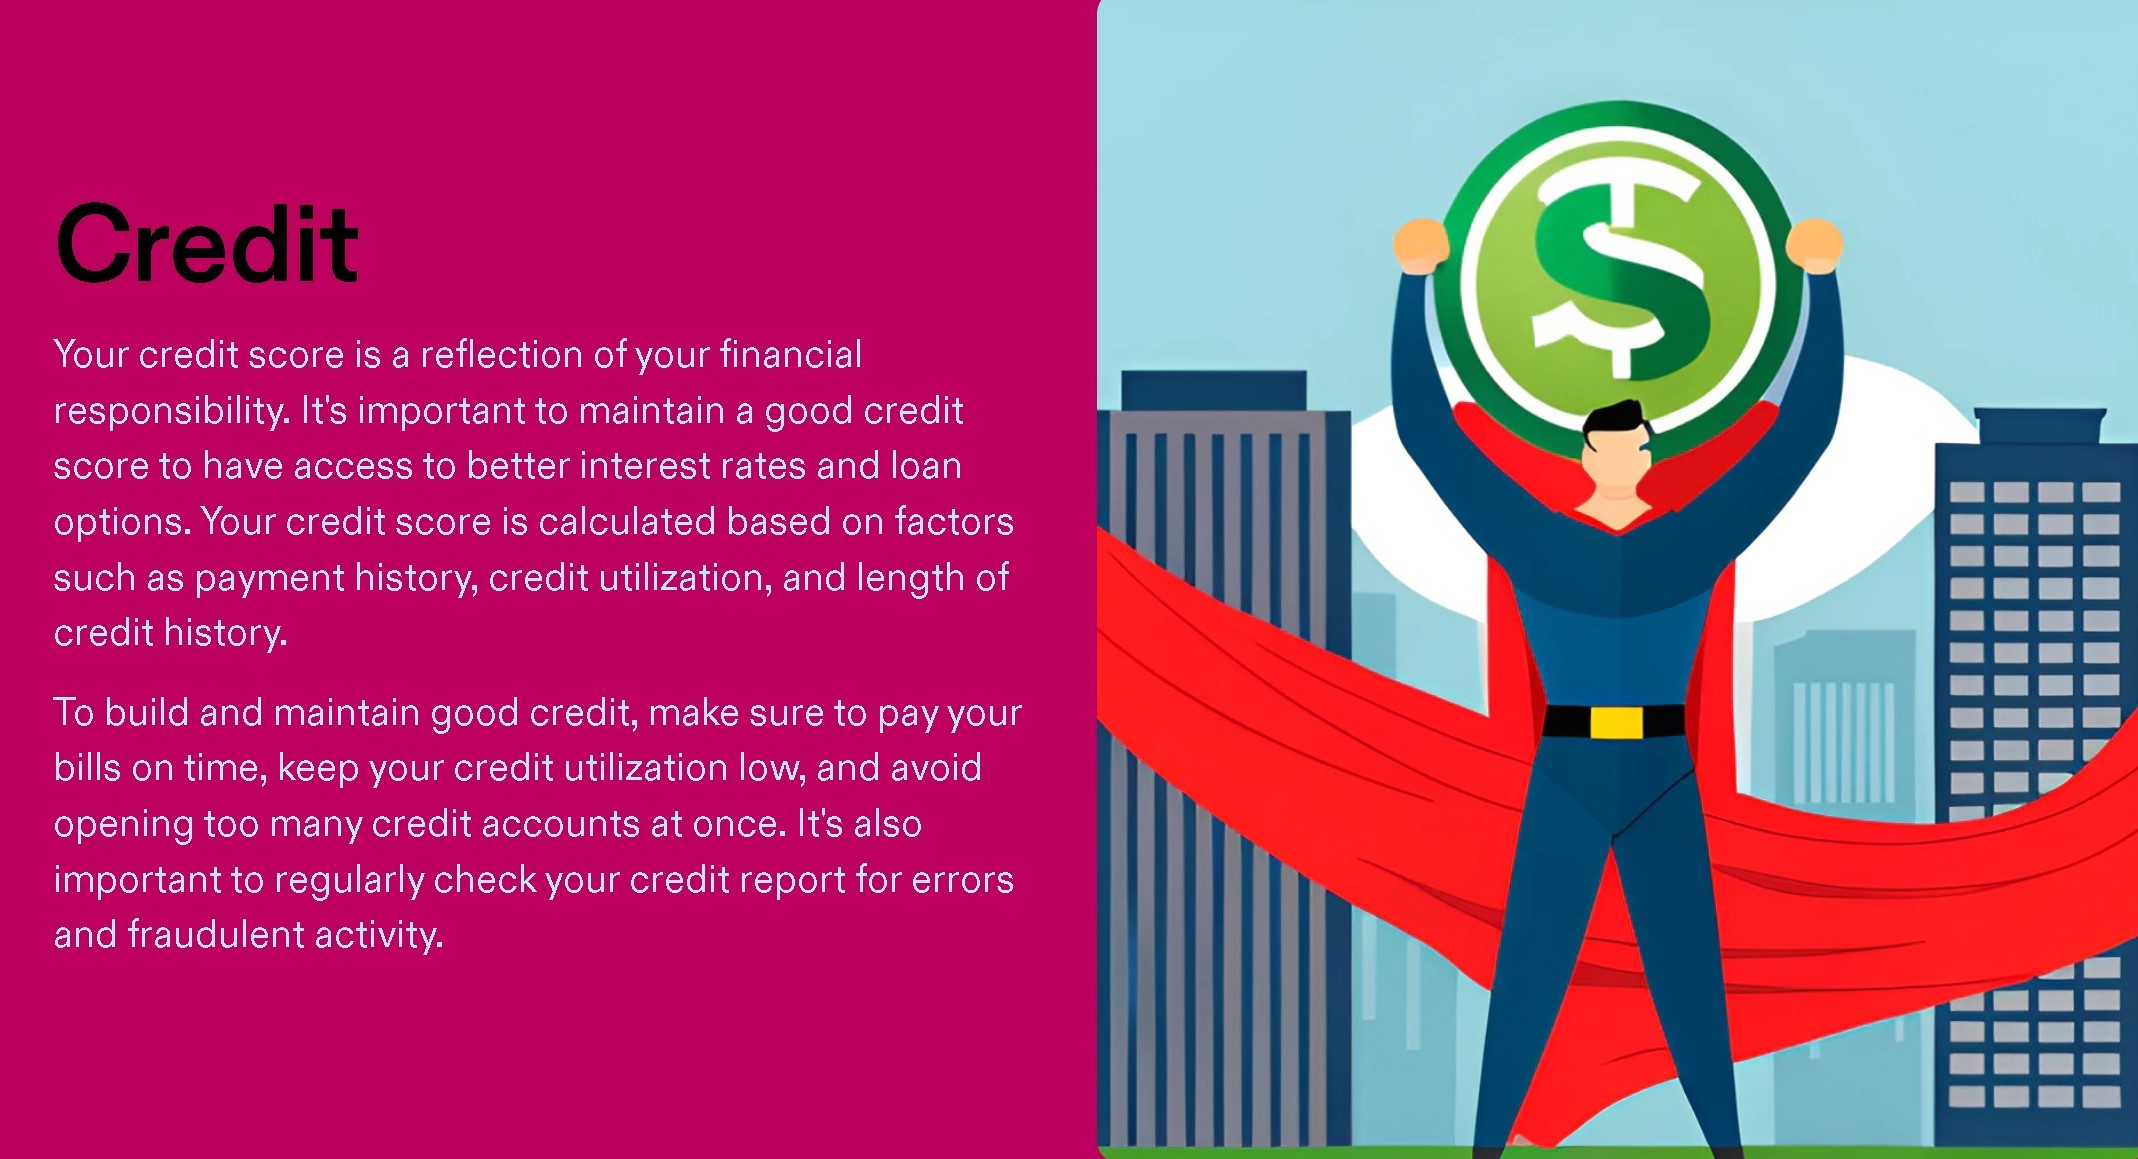 Credit
Your credit score is a reflection of your financial
responsibility. It's important to maintain a good credit
score to have access to better interest rates and loan
options. Your credit score is calculated based on factors
such as payment history, credit utilization, and length of
credit history.
To build and maintain good credit, make sure to pay your
bills on time, keep your credit utilization low, and avoid
opening too many credit accounts at once. It's also
important to regularly check your credit report for errors
and fraudulent activity.
$